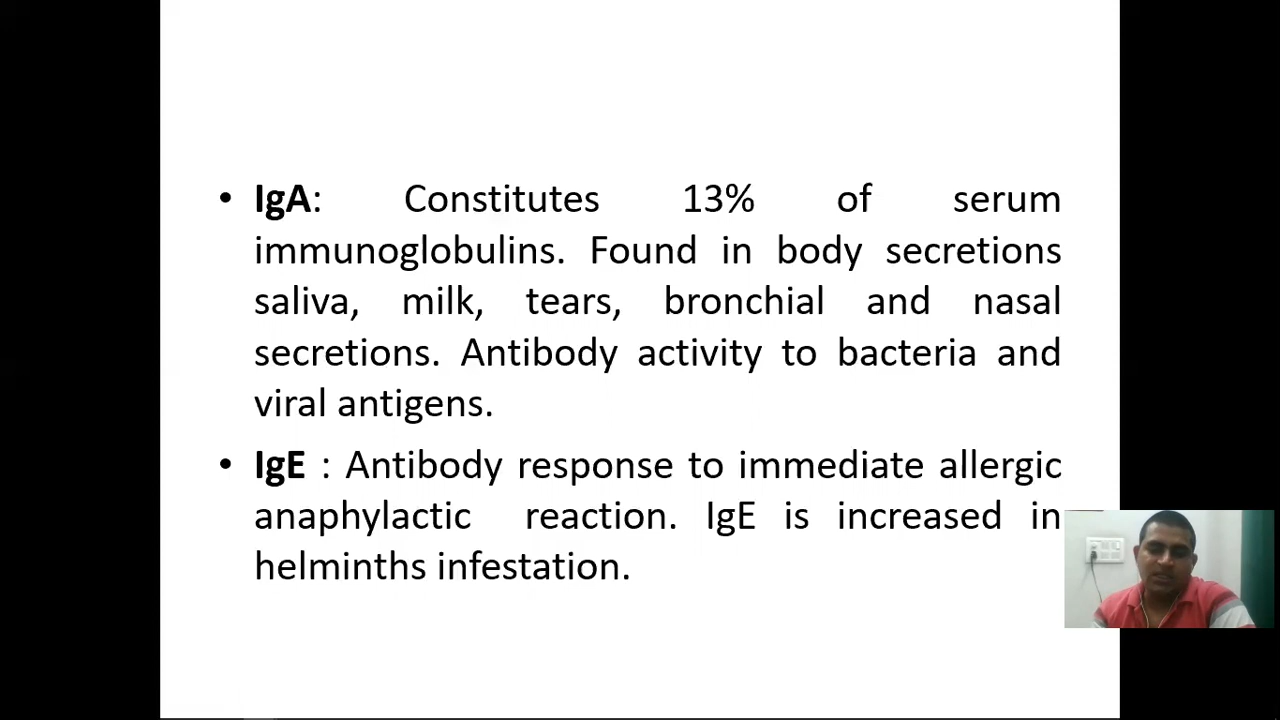 • IgA: Constitutes 13% of serum
immunoglobulins. Found in body secretions
saliva, milk, tears, bronchial and nasal
secretions. Antibody activity to bacteria and
viral antigens.
• IgE : Antibody response to immediate allergic
anaphylactic reaction. IgE is increased in
helminths infestation.